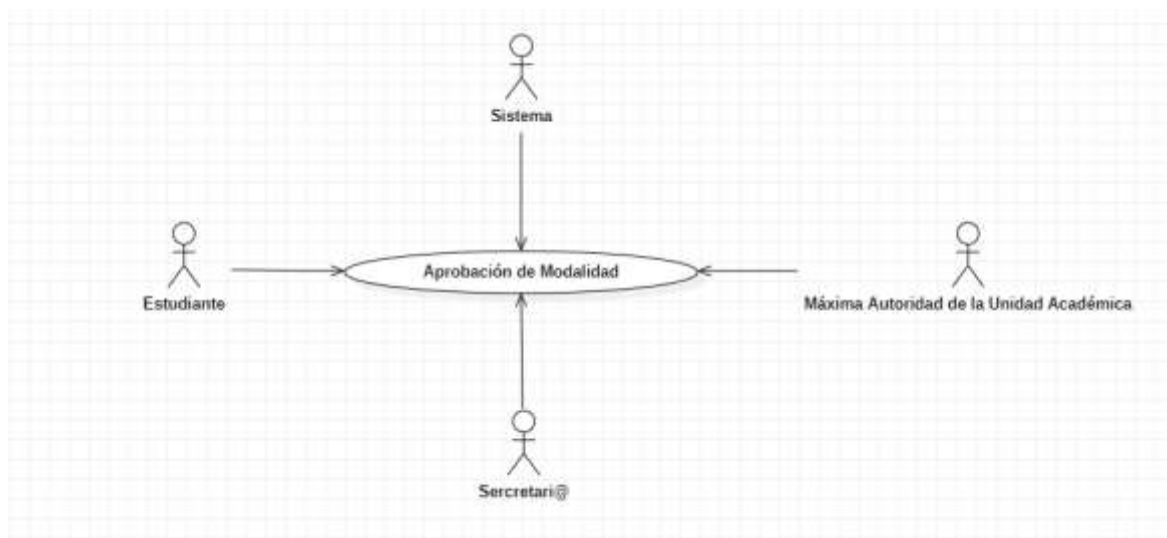 Sistema
Aprobación de Modalidad
Estudiante
Máxima Autoridad de la Unidad Académica
Sercretari@